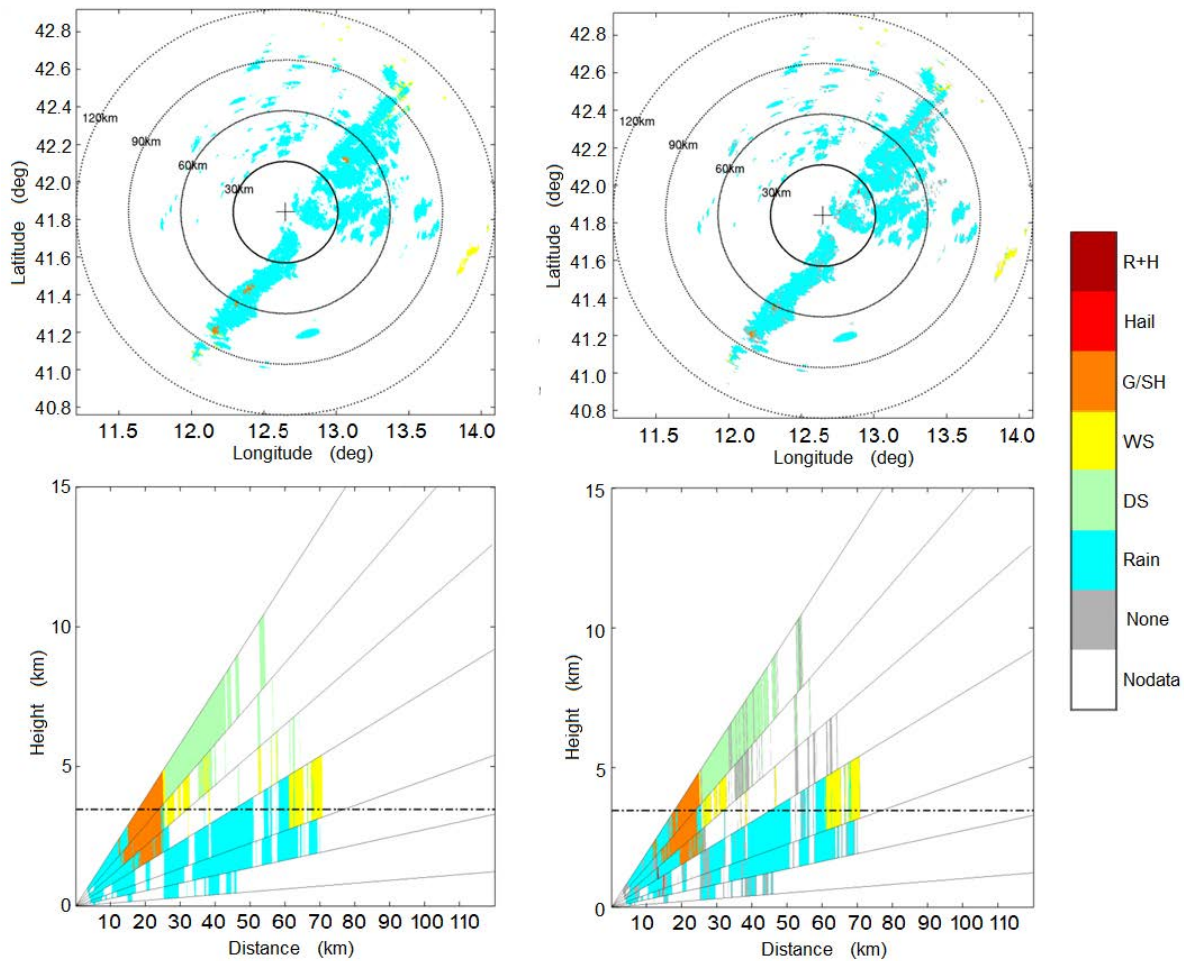 42.8
42.6
42.4
42.2
42.0
41.8
41.6
41.4
41.2
41.0
40.8
Latitude (deg)
120km
90km
60km
30km
11.5 12.0 12.5 13.0 13.5 14.0
Longitude (deg)
42.8
42.6
42.4
42.2
42.0
41.8
41.6
41.4
41.2
41.0
40.8
Latitude (deg)
120km
90km
60km
30km
11.5 12.0 12.5 13.0 13.5 14.0
Longitude (deg)
15
10
5
0
Height (km)
10 20 30 40 50 60 70 80 90 100 110
Distance (km)
15
10
5
0
Height (km)
10 20 30 40 50 60 70 80 90 100 110
Distance (km)
R+H
Hail
G/SH
WS
DS
Rain
None
Nodata